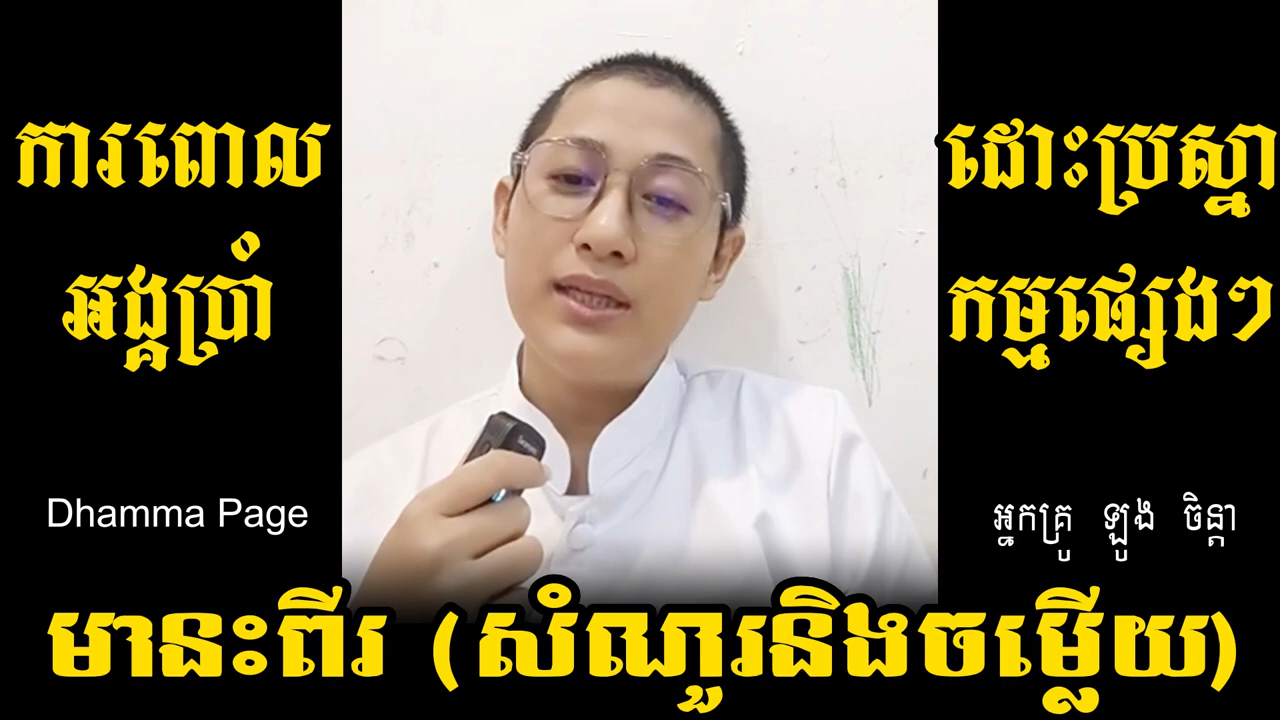 ការពោល
អង្គប្រាំ
ដោះប្រស្នា
កម្មផ្សេងៗ
Dhamma Page
អ្នកគ្រូ ឡុង ចិន្តា
មានះពីរ (សំណួរនិងចម្លើយ)